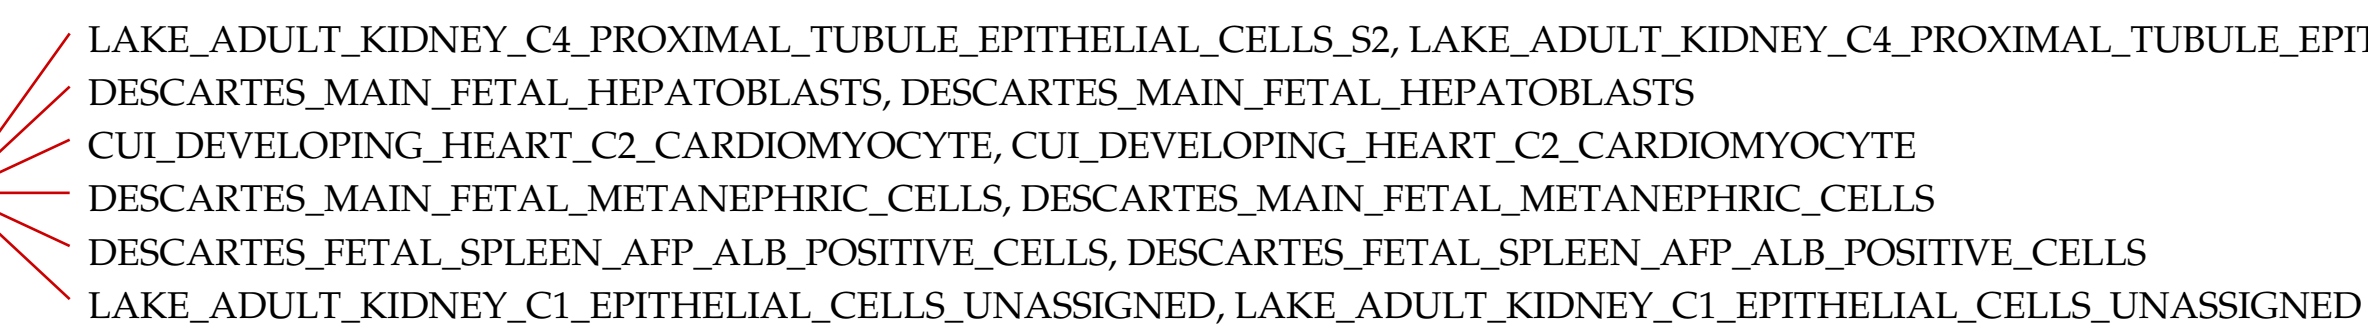 LAKE_ADULT_KIDNEY_C4_PROXIMAL_TUBULE_EPITHELIAL_CELLS_S2, LAKE_ADULT_KIDNEY_C4_PROXIMAL_TUBULE_EPIT
DESCARTES_MAIN_FETAL_HEPATOBLASTS, DESCARTES_MAIN_FETAL_HEPATOBLASTS
CUI_DEVELOPING_HEART_C2_CARDIOMYOCYTE, CUI_DEVELOPING_HEART_C2_CARDIOMYOCYTE
DESCARTES_MAIN_FETAL_METANEPHRIC_CELLS, DESCARTES_MAIN_FETAL_METANEPHRIC_CELLS
DESCARTES_FETAL_SPLEEN_AFP_ALB_POSITIVE_CELLS, DESCARTES_FETAL_SPLEEN_AFP_ALB_POSITIVE_CELLS
LAKE_ADULT_KIDNEY_C1_EPITHELIAL_CELLS_UNASSIGNED, LAKE_ADULT_KIDNEY_C1_EPITHELIAL_CELLS_UNASSIGNED